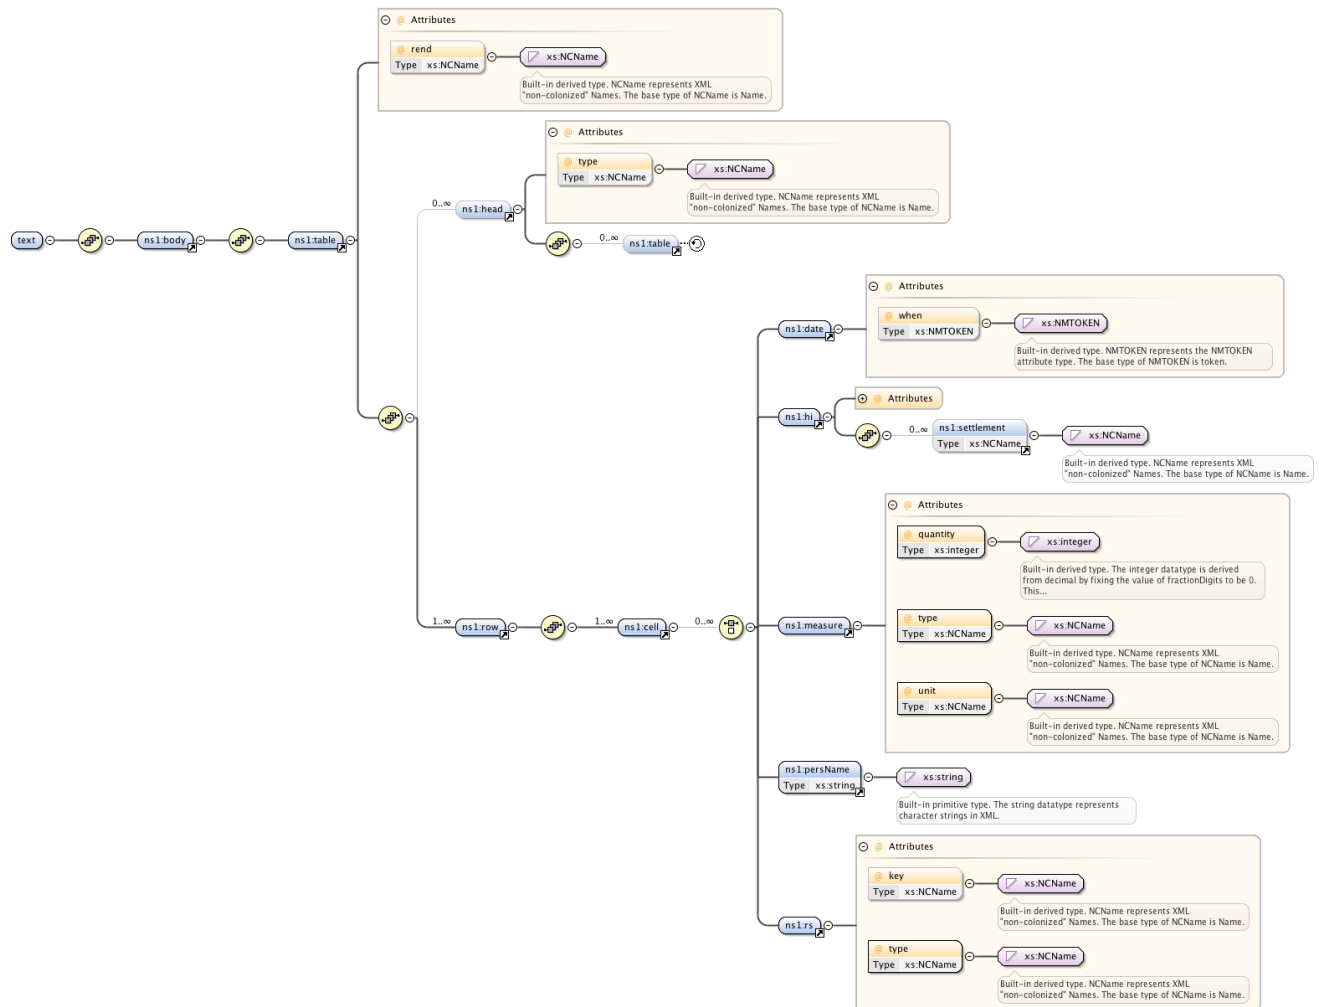 Attributes
rend
Type xs:NCName
xs:NCName
Built-in derived type. NCName represents XML
"non-colonized" Names. The base type of NCName is Name.
Attributes
type
Type xs:NCName
xs:NCName
Built-in derived type. NCName represents XML
"non-colonized" Names. The base type of NCName is Name.
0..∞
ns1:head
0..∞
ns1:table
text
ns1:body
ns1:table
Attributes
when
Type xs:NMTOKEN
xs:NMTOKEN
Built-in derived type. NMTOKEN represents the NMTOKEN
attribute type. The base type of NMTOKEN is token.
ns1:date
Attributes
ns1:hi
0..∞
ns1:settlement
Type xs:NCName
xs:NCName
Built-in derived type. NCName represents XML
"non-colonized" Names. The base type of NCName is Name.
Attributes
quantity
Type xs:integer
xs:integer
Built-in derived type. The integer datatype is derived
from decimal by fixing the value of fractionDigits to be 0.
This...
1..∞
ns1:row
1..∞
ns1:cell
0..∞
ns1:measure
type
Type xs:NCName
xs:NCName
Built-in derived type. NCName represents XML
"non-colonized" Names. The base type of NCName is Name.
unit
Type xs:NCName
xs:NCName
Built-in derived type. NCName represents XML
"non-colonized" Names. The base type of NCName is Name.
ns1:persName
Type xs:string
xs:string
Built-in primitive type. The string datatype represents
character strings in XML.
Attributes
key
Type xs:NCName
xs:NCName
Built-in derived type. NCName represents XML
"non-colonized" Names. The base type of NCName is Name.
ns1:rs
type
Type xs:NCName
xs:NCName
Built-in derived type. NCName represents XML
"non-colonized" Names. The base type of NCName is Name.